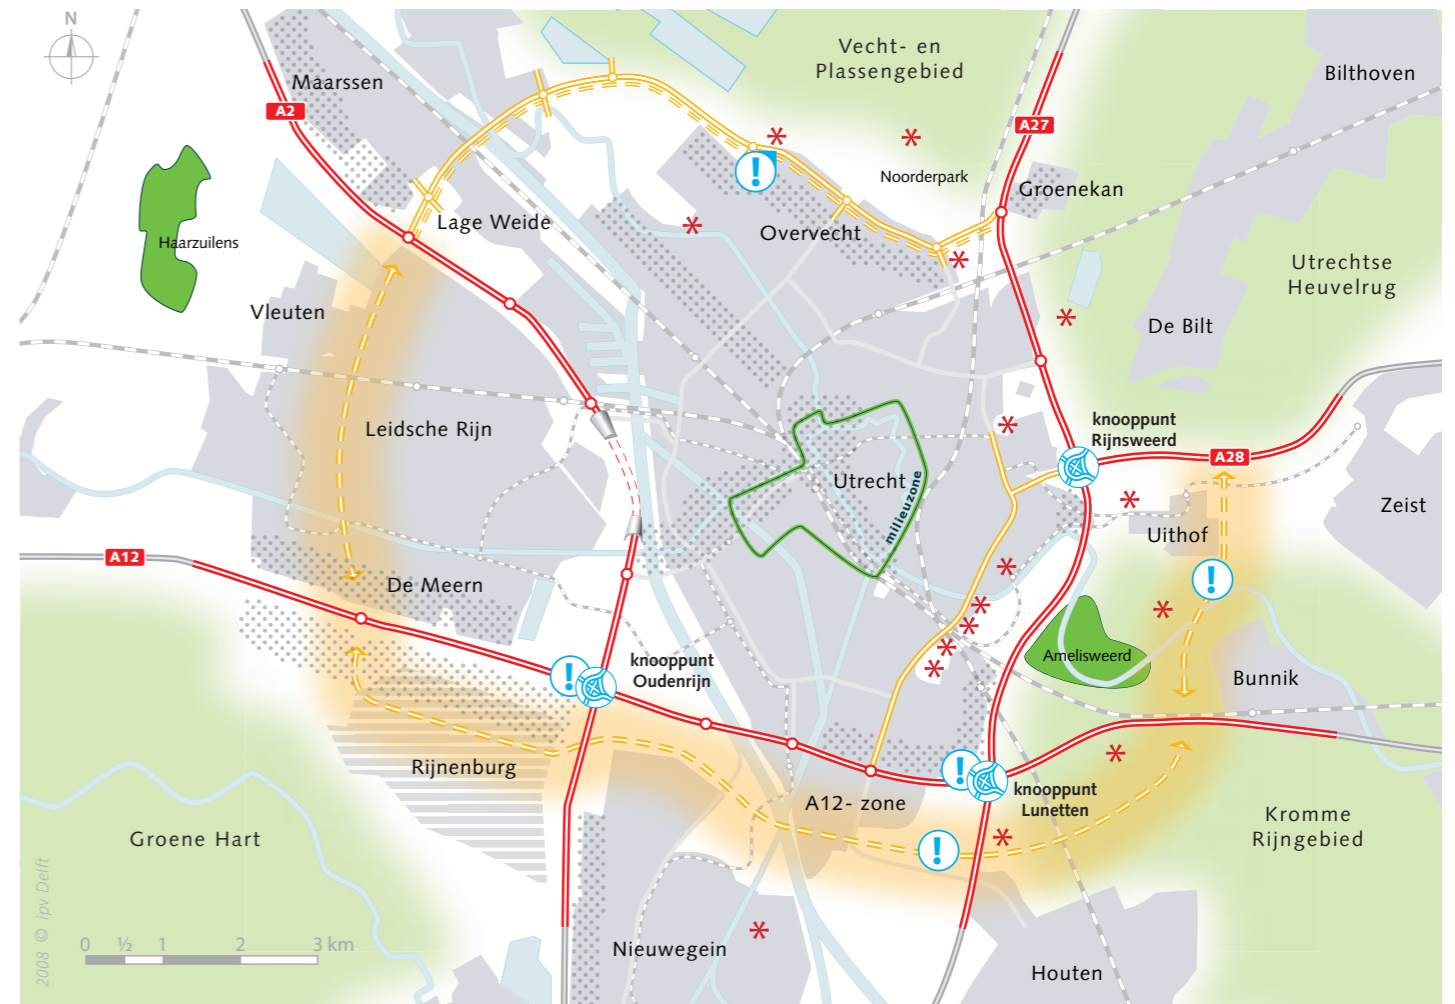 N
Vecht- en
Plassengebied
Bilthoven
Maarssen
A2
A27
Noorderpark
Groenekan
Lage Weide
Overvecht
Haarzuilens
Utrechtse
Heuvelrug
Vleuten
De Bilt
knooppunt
Rijnsweerd
Leidsche Rijn
A28
Utrecht
milieuzone
Zeist
Uithof
A12
De Meern
!
!
Amelisweerd
knooppunt
Oudenrijn
!
Bunnik
Rijnenburg
!
knooppunt
Lunetten
A12- zone
Kromme
Rijngebied
Groene Hart
!
2008 © ipv Delft
0 ½ 1 2 3 km
Nieuwegein
Houten